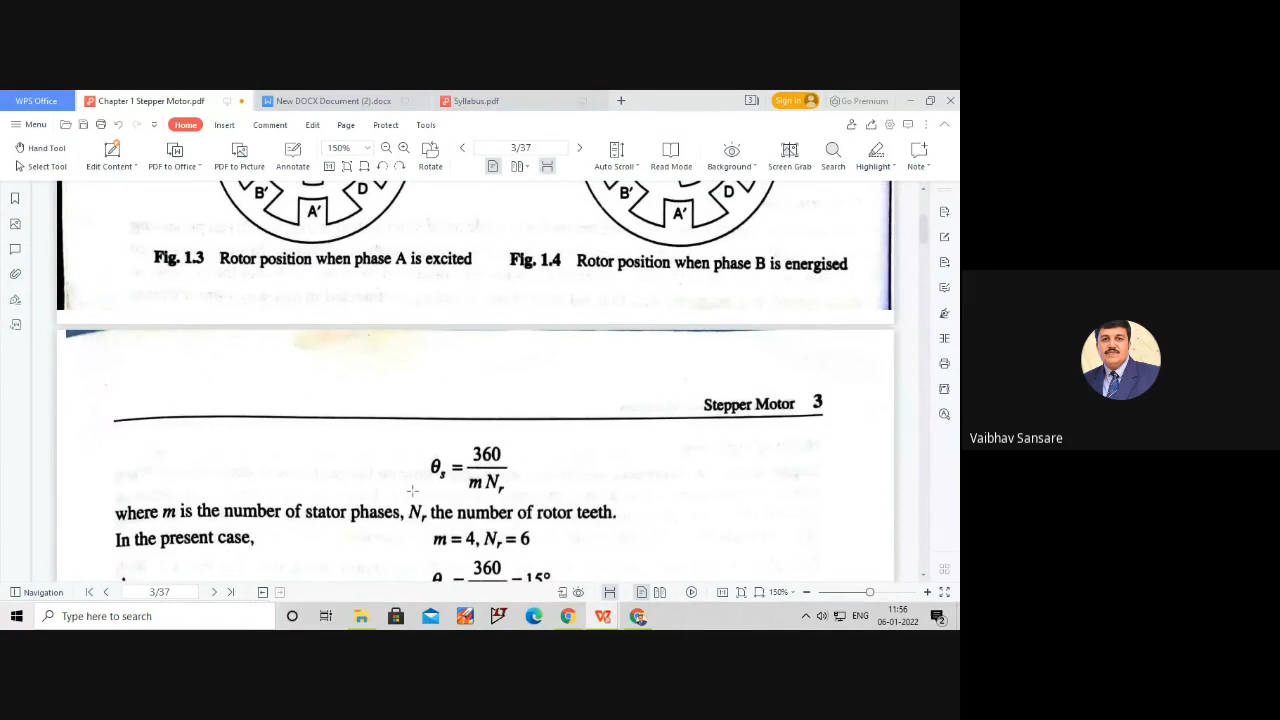 WPS Office
Chapter 1 Stepper Motor.pdf
New DOCX Document (2).docx
Syllabus.pdf
3
Sign in
Go Premium
Menu
Home
Insert
Comment
Edit
Page
Protect
Tools
Hand Tool
Select Tool
Edit Content
PDF to Office
PDF to Picture
Annotate
150%
Rotate
3/37
Auto Scroll
Read Mode
Background
Screen Grab
Search
Highlight
Note
B' A' D
B' A' D
Fig. 1.3 Rotor position when phase A is excited
Fig. 1.4 Rotor position when phase B is energised
Stepper Motor 3
θs = 360 / m Nr
where m is the number of stator phases, Nr the number of rotor teeth.
In the present case, m = 4, Nr = 6
360
= 15°
Vaibhav Sansare
Navigation
3/37
150%
Type here to search
ENG
11:56
06-01-2022
2